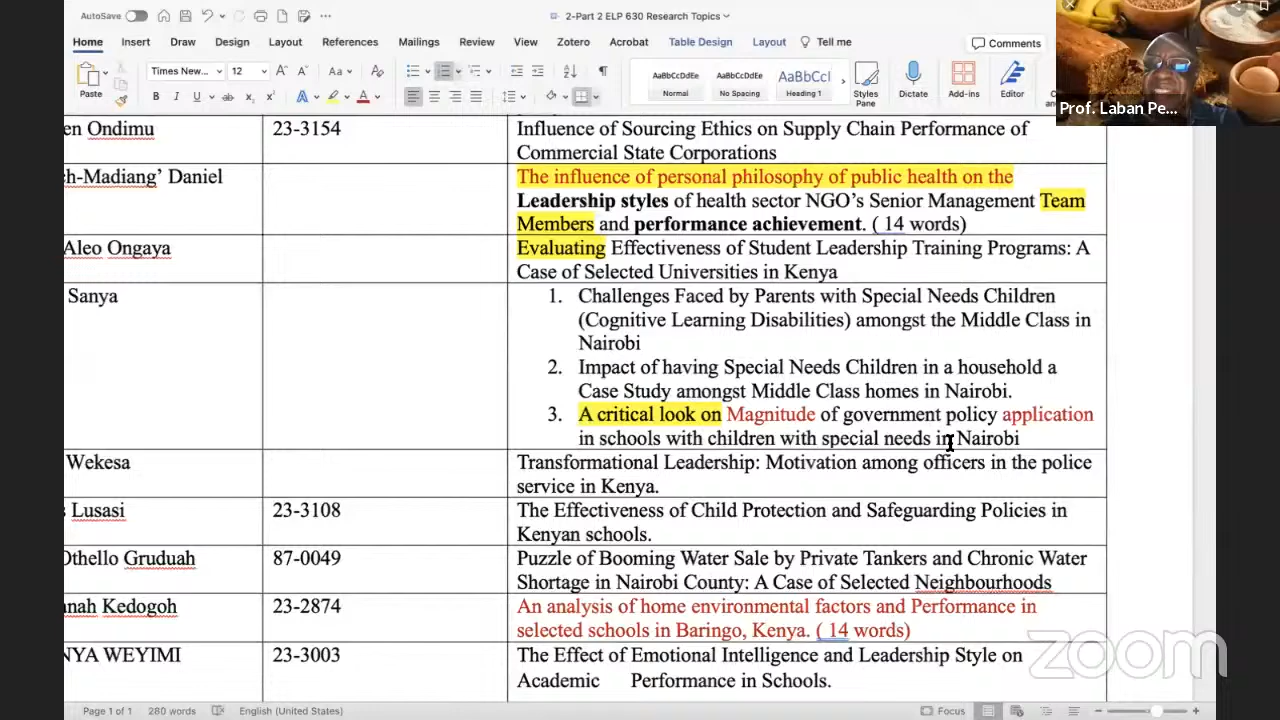 AutoSave
2-Part 2 ELP 630 Research Topics
Home Insert Draw Design Layout References Mailings Review View Zotero Acrobat Table Design Layout Tell me Comments
Paste
Times New... 12
AaBbCcDdEe AaBbCcDdEe AaBbCcI
Normal No Spacing Heading 1
Styles Pane Dictate Add-ins Editor
Prof. Laban Pe...
en Ondimu 23-3154 Influence of Sourcing Ethics on Supply Chain Performance of
Commercial State Corporations
ch-Madiang’ Daniel The influence of personal philosophy of public health on the
Leadership styles of health sector NGO’s Senior Management Team
Members and performance achievement. ( 14 words)
Aleo Ongaya Evaluating Effectiveness of Student Leadership Training Programs: A
Case of Selected Universities in Kenya
Sanya 1. Challenges Faced by Parents with Special Needs Children
(Cognitive Learning Disabilities) amongst the Middle Class in
Nairobi
2. Impact of having Special Needs Children in a household a
Case Study amongst Middle Class homes in Nairobi.
3. A critical look on Magnitude of government policy application
in schools with children with special needs in Nairobi
Wekesa Transformational Leadership: Motivation among officers in the police
service in Kenya.
s Lusasi 23-3108 The Effectiveness of Child Protection and Safeguarding Policies in
Kenyan schools.
Othello Gruduah 87-0049 Puzzle of Booming Water Sale by Private Tankers and Chronic Water
Shortage in Nairobi County: A Case of Selected Neighbourhoods
nnah Kedogoh 23-2874 An analysis of home environmental factors and Performance in
selected schools in Baringo, Kenya. ( 14 words)
NYA WEYIMI 23-3003 The Effect of Emotional Intelligence and Leadership Style on
Academic Performance in Schools.
zoom
Page 1 of 1 280 words English (United States) Focus